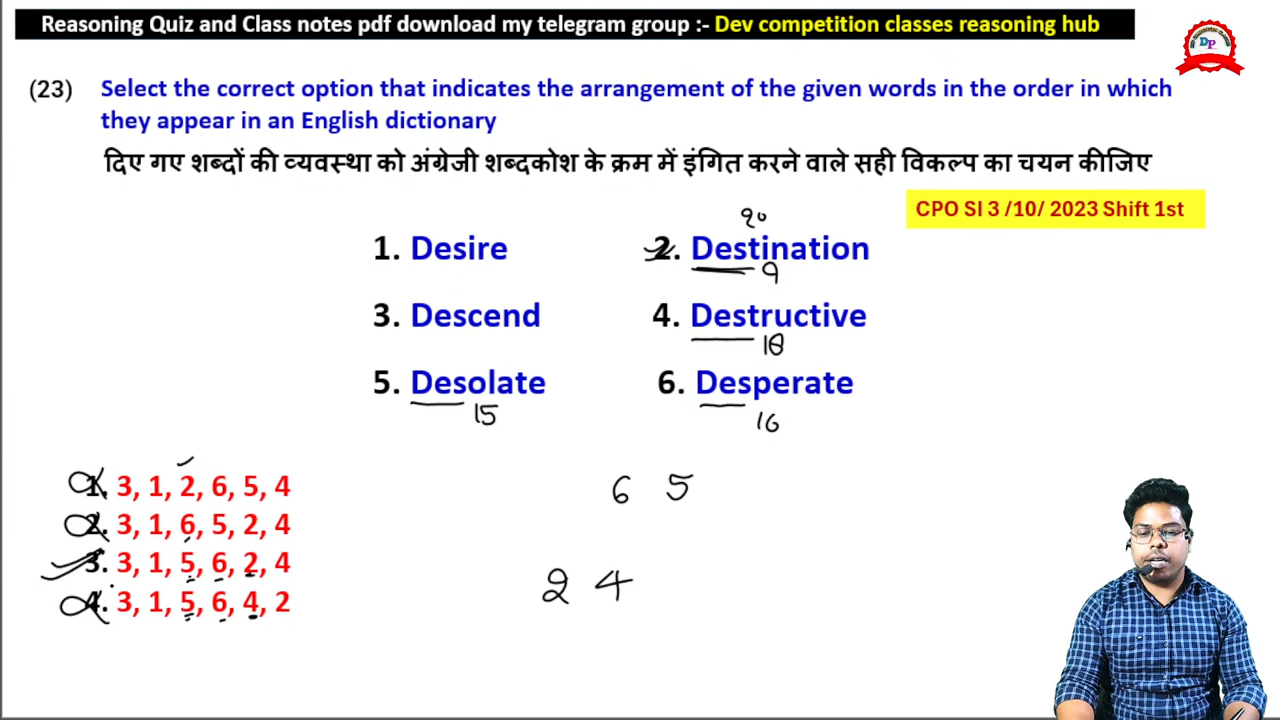 Reasoning Quiz and Class notes pdf download my telegram group :- Dev competition classes reasoning hub
DP
(23) Select the correct option that indicates the arrangement of the given words in the order in which
they appear in an English dictionary
दिए गए शब्दों की व्यवस्था को अंग्रेजी शब्दकोश के क्रम में इंगित करने वाले सही विकल्प का चयन कीजिए
CPO SI 3 /10/ 2023 Shift 1st
1. Desire
2. Destination
9
3. Descend
4. Destructive
18
5. Desolate
15
6. Desperate
16
1. 3, 1, 2, 6, 5, 4
2. 3, 1, 6, 5, 2, 4
3. 3, 1, 5, 6, 2, 4
4. 3, 1, 5, 6, 4, 2
6 5
2 4